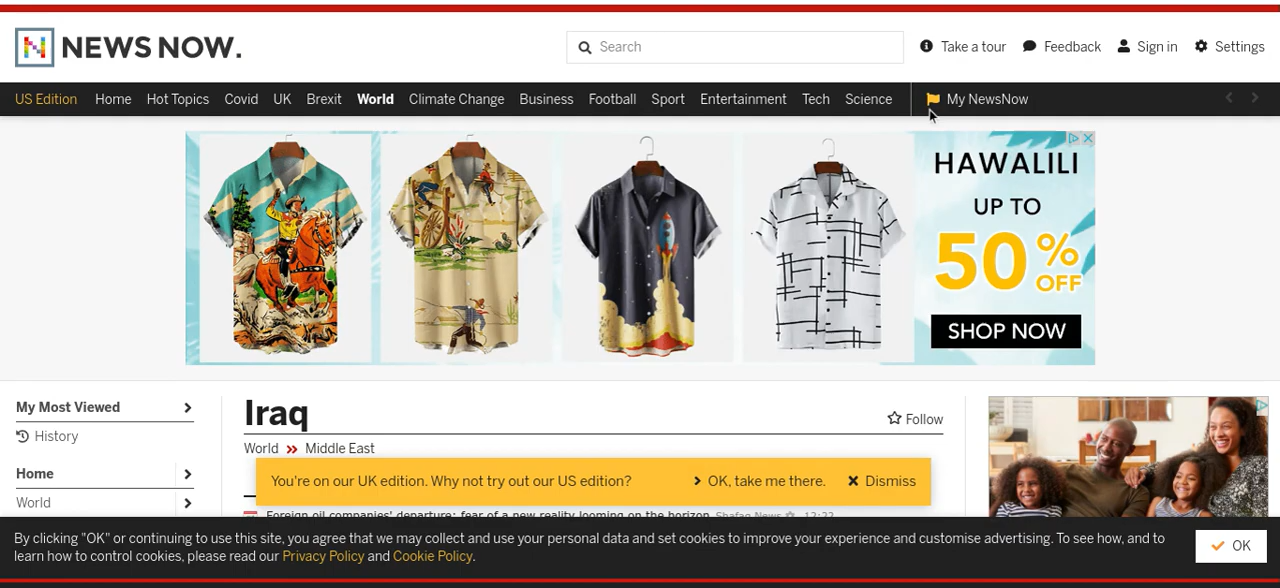 NEWS NOW.
Search
Take a tour
Feedback
Sign in
Settings
US Edition Home Hot Topics Covid UK Brexit World Climate Change Business Football Sport Entertainment Tech Science My NewsNow
HAWALILI
UP TO
50% OFF
SHOP NOW
My Most Viewed
History
Home
World
Iraq
Follow
World Middle East
You're on our UK edition. Why not try out our US edition? OK, take me there. Dismiss
Foreign oil companies' departure: fear of a new reality looming on the horizon Shafaq News 12:22
By clicking "OK" or continuing to use this site, you agree that we may collect and use your personal data and set cookies to improve your experience and customise advertising. To see how, and to
learn how to control cookies, please read our Privacy Policy and Cookie Policy.
OK